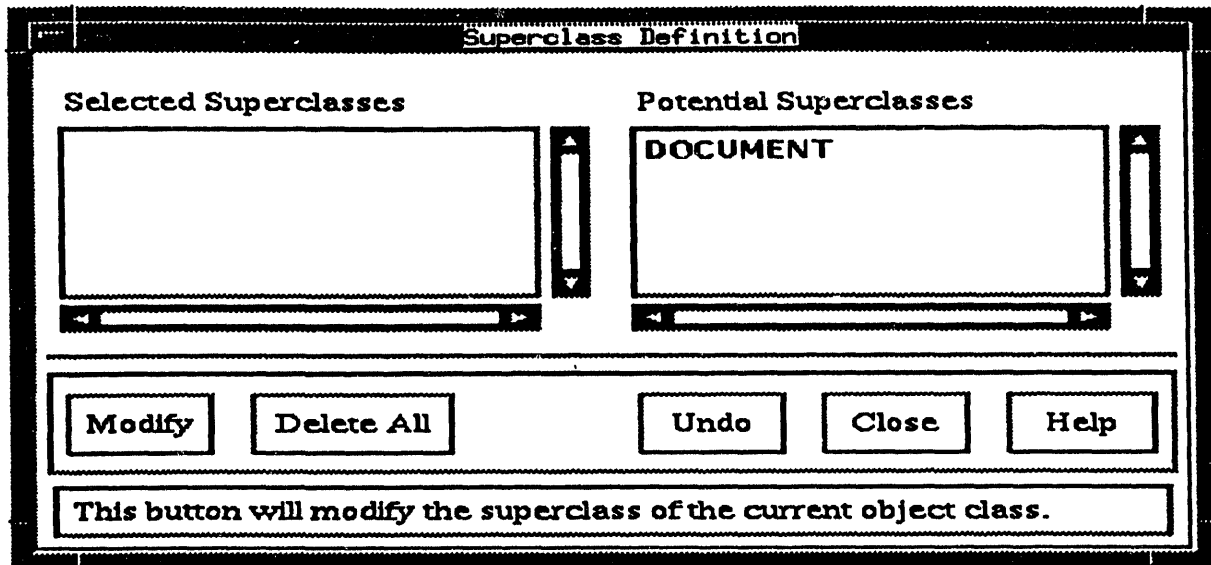 Superclass Definition
Selected Superclasses
Potential Superclasses
DOCUMENT
Modify
Delete All
Undo
Close
Help
This button will modify the superclass of the current object class.